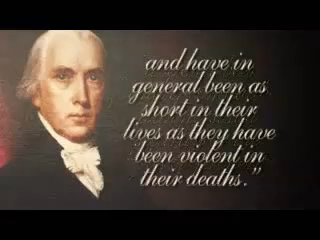 and have in
general been as
short in their
lives as they have
been violent in
their deaths."